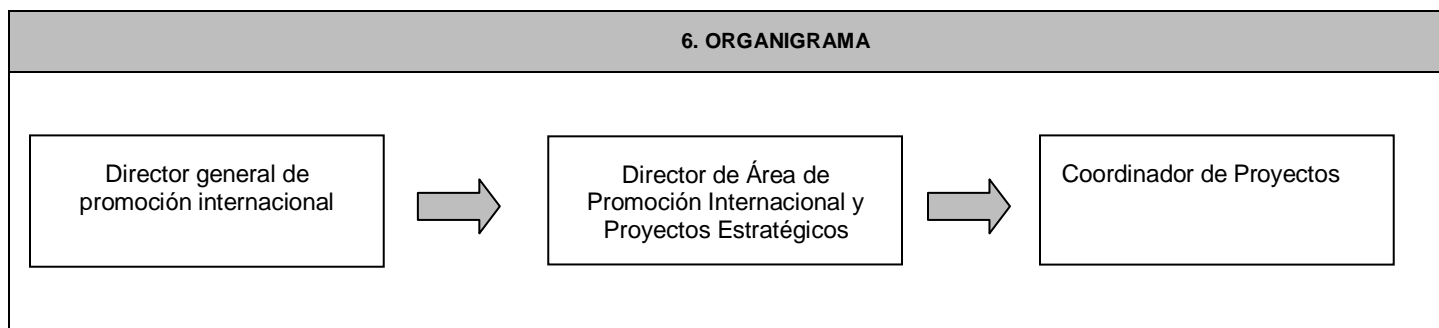 6. ORGANIGRAMA
Director general de
promoción internacional
Director de Área de
Promoción Internacional y
Proyectos Estratégicos
Coordinador de Proyectos